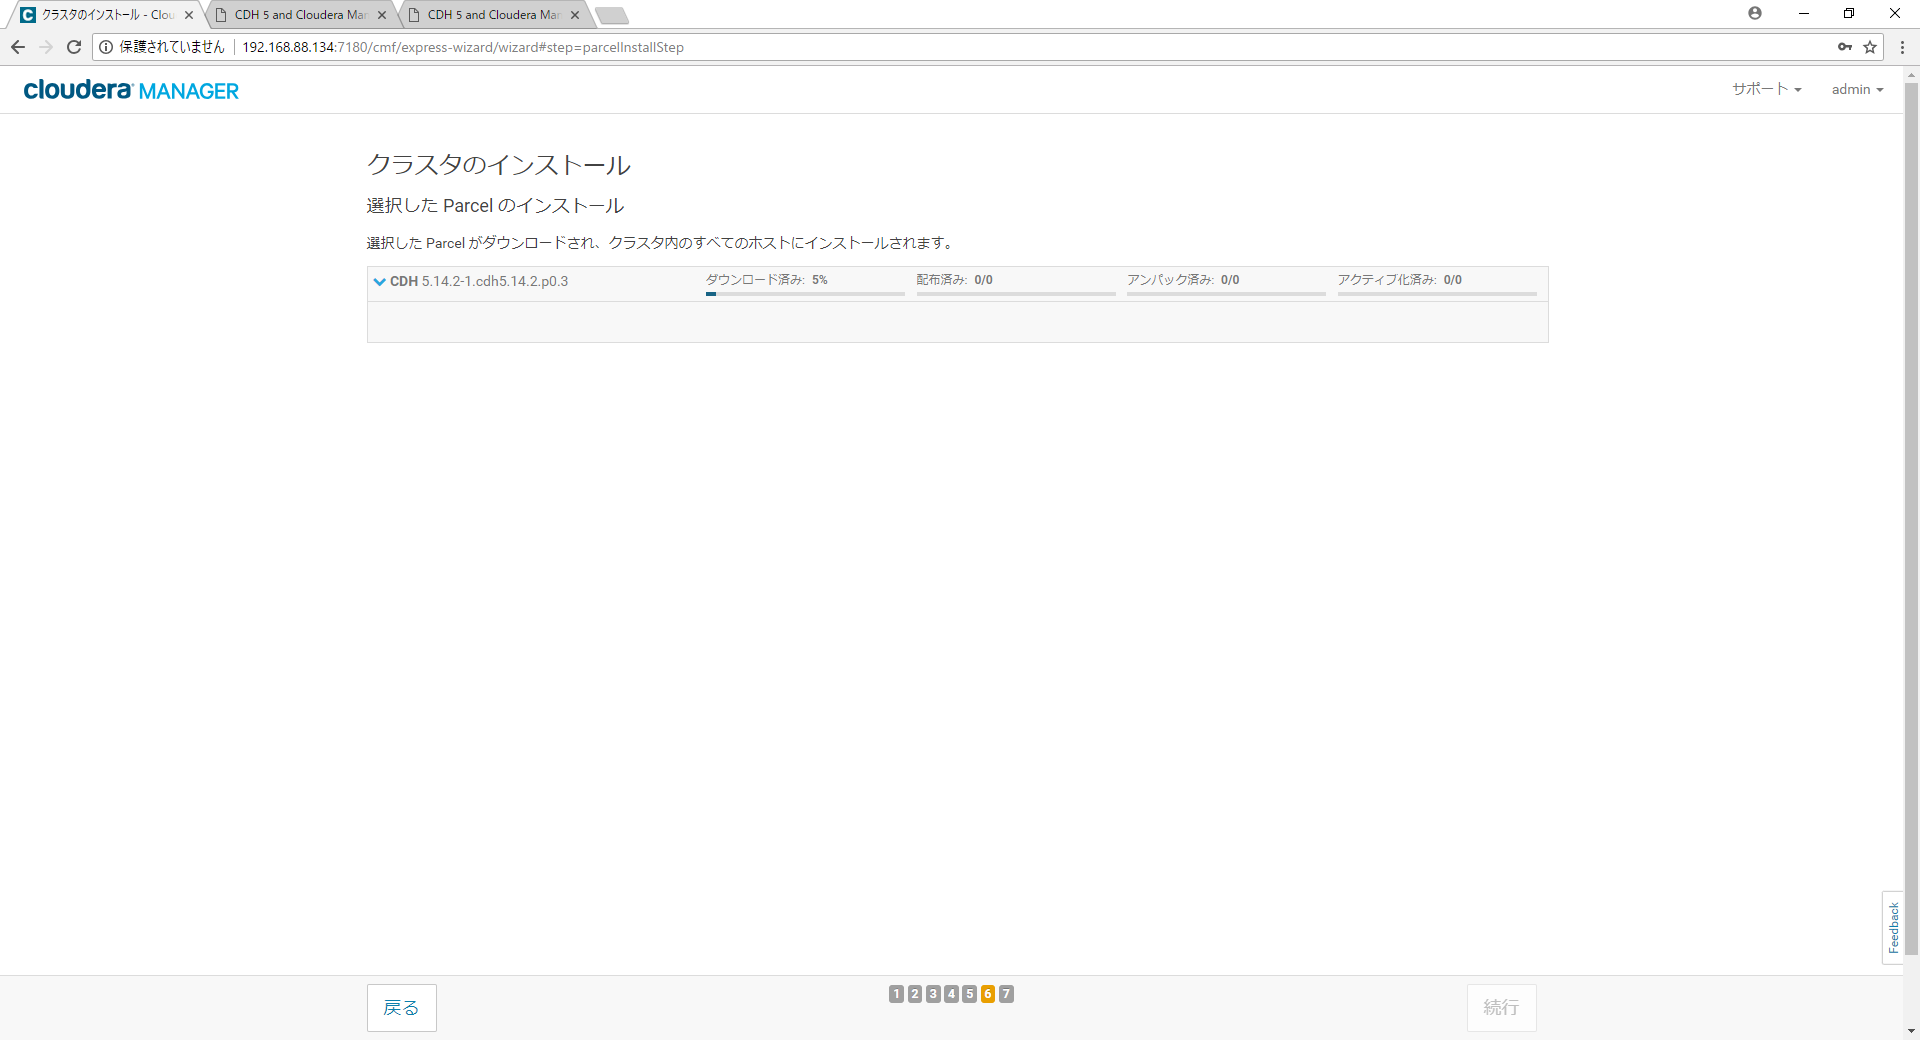 クラスタのインストール - Clou
CDH 5 and Cloudera Man
CDH 5 and Cloudera Man
保護されていません
192.168.88.134:7180/cmf/express-wizard/wizard#step=parcelInstallStep
cloudera MANAGER
サポート
admin
クラスタのインストール
選択した Parcel のインストール
選択した Parcel がダウンロードされ、クラスタ内のすべてのホストにインストールされます。
CDH 5.14.2-1.cdh5.14.2.p0.3
ダウンロード済み: 5%
配布済み: 0/0
アンパック済み: 0/0
アクティブ化済み: 0/0
Feedback
戻る
1 2 3 4 5 6 7
続行